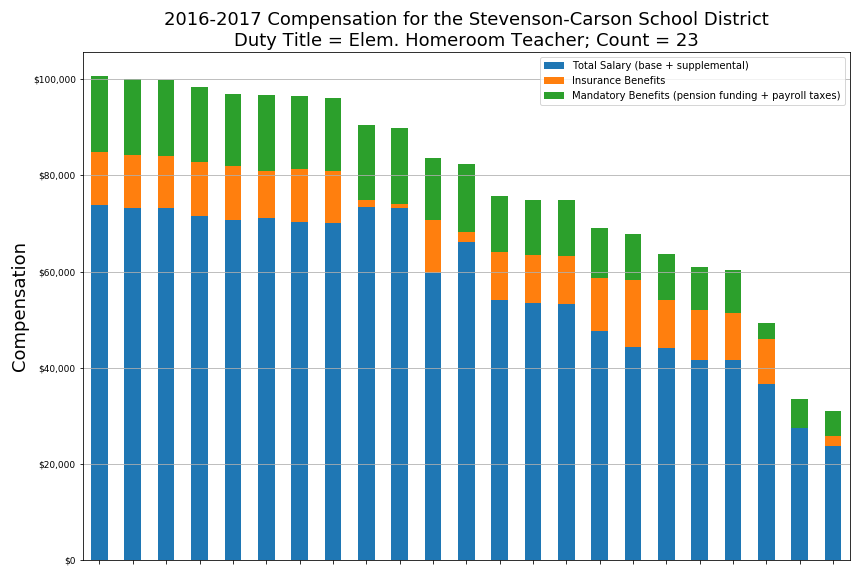 2016-2017 Compensation for the Stevenson-Carson School District
Duty Title = Elem. Homeroom Teacher; Count = 23
Total Salary (base + supplemental)
Insurance Benefits
Mandatory Benefits (pension funding + payroll taxes)
Compensation
$100,000
$80,000
$60,000
$40,000
$20,000
$0